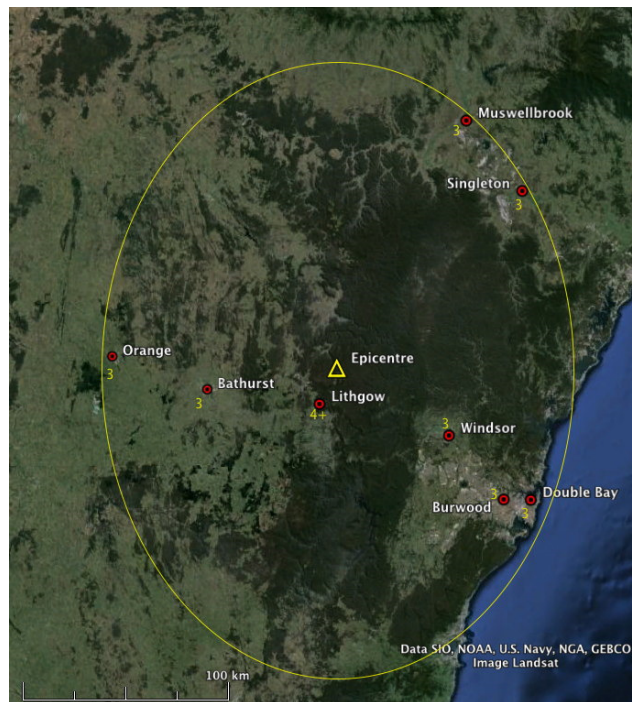 Muswellbrook
3
Singleton
3
Orange
3
Epicentre
Bathurst
3
Lithgow
4+
3
Windsor
3
Burwood
Double Bay
3
Data SIO, NOAA, U.S. Navy, NGA, GEBCO
Image Landsat
100 km